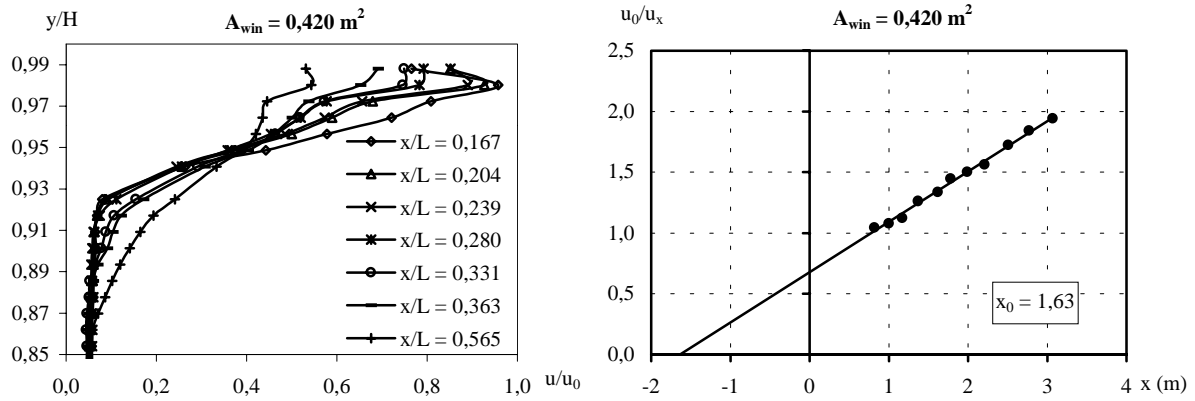 y/H
A_win = 0,420 m²
0,99
0,97
0,95
0,93
0,91
0,89
0,87
0,85
0,0
0,2
0,4
0,6
0,8
1,0
u/u₀
x/L = 0,167
x/L = 0,204
x/L = 0,239
x/L = 0,280
x/L = 0,331
x/L = 0,363
x/L = 0,565
u₀/uₓ
A_win = 0,420 m²
2,5
2,0
1,5
1,0
0,5
0,0
x₀ = 1,63
-2
-1
0
1
2
3
4
x (m)